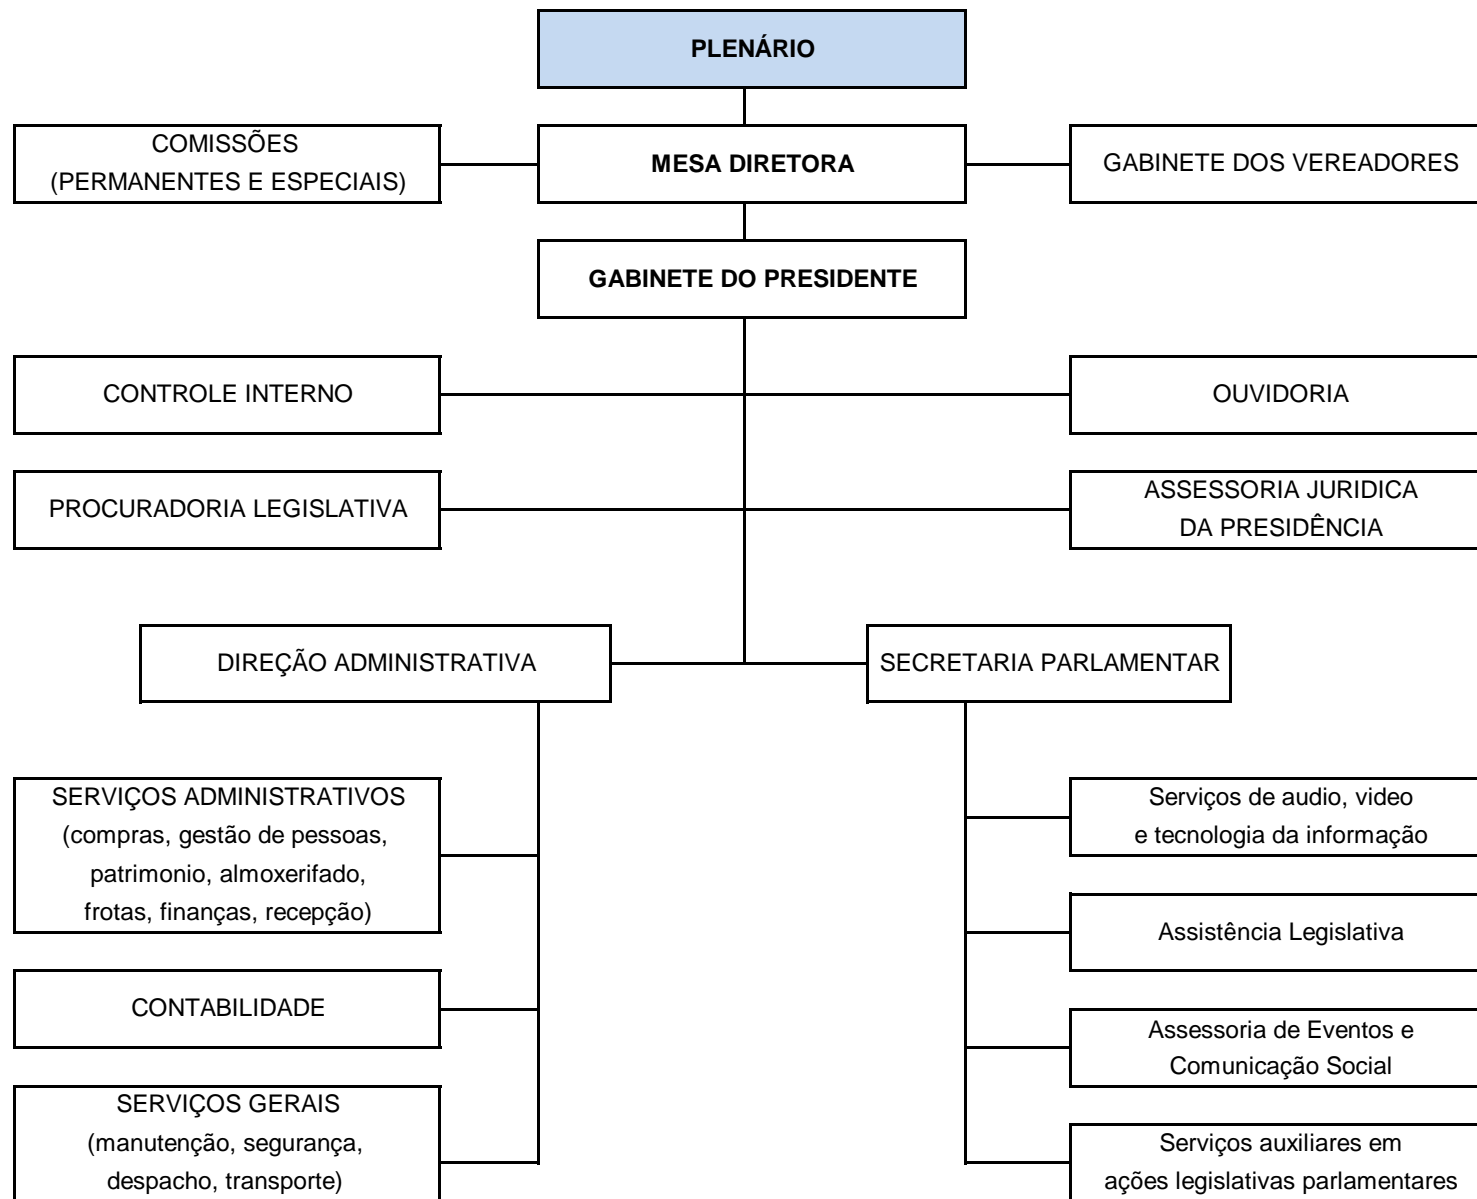 PLENÁRIO
COMISSÕES
(PERMANENTES E ESPECIAIS)
MESA DIRETORA
GABINETE DOS VEREADORES
GABINETE DO PRESIDENTE
CONTROLE INTERNO
OUVIDORIA
PROCURADORIA LEGISLATIVA
ASSESSORIA JURIDICA
DA PRESIDÊNCIA
DIREÇÃO ADMINISTRATIVA
SECRETARIA PARLAMENTAR
SERVIÇOS ADMINISTRATIVOS
(compras, gestão de pessoas,
patrimonio, almoxerifado,
frotas, finanças, recepção)
Serviços de audio, video
e tecnologia da informação
Assistência Legislativa
CONTABILIDADE
Assessoria de Eventos e
Comunicação Social
SERVIÇOS GERAIS
(manutenção, segurança,
despacho, transporte)
Serviços auxiliares em
ações legislativas parlamentares